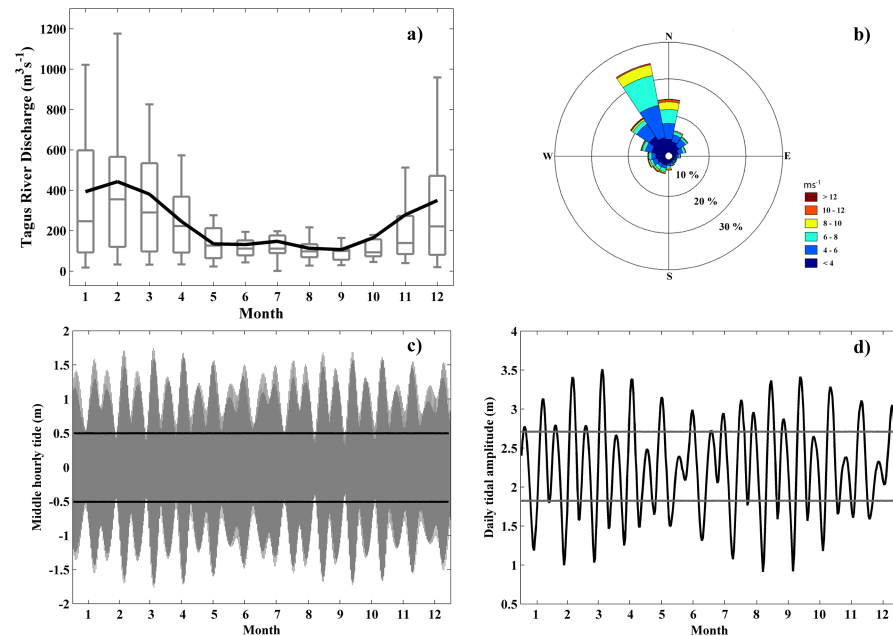 a)
1200
1000
800
600
400
200
0
Tagus River Discharge (m³s⁻¹)
1 2 3 4 5 6 7 8 9 10 11 12
Month
b)
N
W
E
S
10 %
20 %
30 %
ms⁻¹
> 12
10 - 12
8 - 10
6 - 8
4 - 6
< 4
c)
2
1.5
1
0.5
0
-0.5
-1
-1.5
-2
Middle hourly tide (m)
1 2 3 4 5 6 7 8 9 10 11 12
Month
d)
4
3.5
3
2.5
2
1.5
1
0.5
Daily tidal amplitude (m)
1 2 3 4 5 6 7 8 9 10 11 12
Month